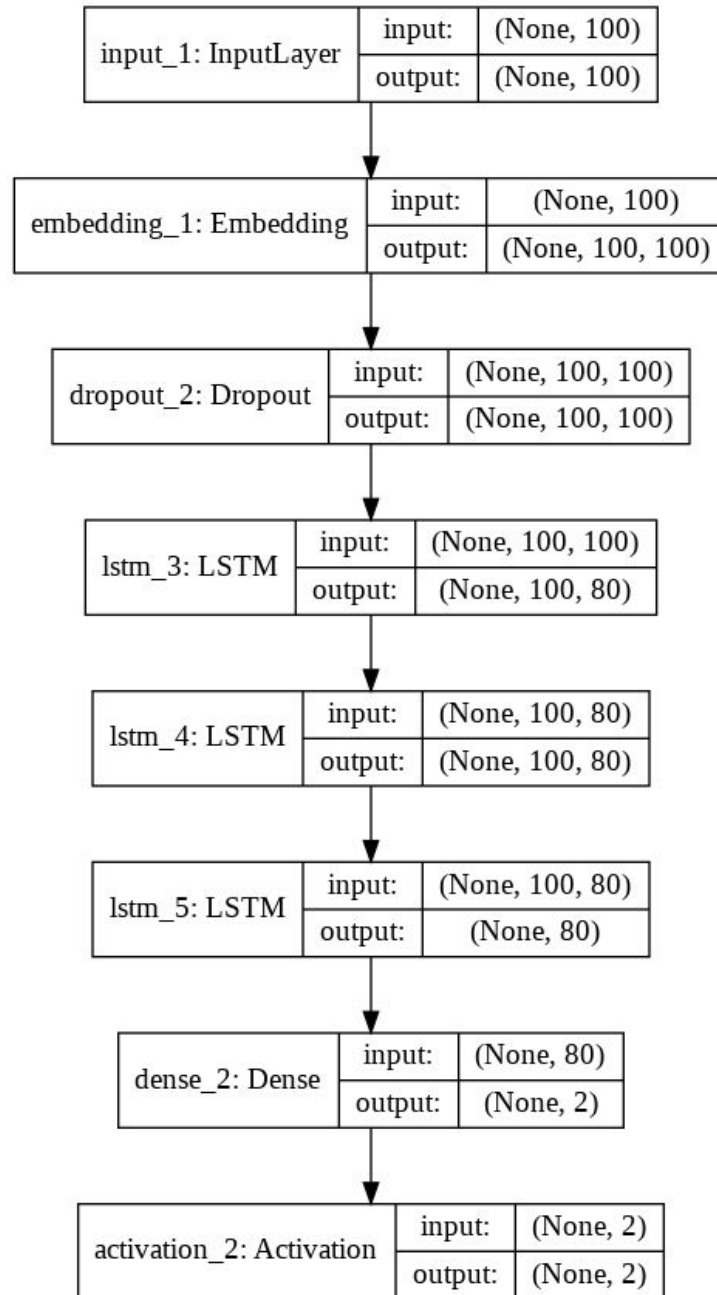 input_1: InputLayer
input: (None, 100)
output: (None, 100)
embedding_1: Embedding
input: (None, 100)
output: (None, 100, 100)
dropout_2: Dropout
input: (None, 100, 100)
output: (None, 100, 100)
lstm_3: LSTM
input: (None, 100, 100)
output: (None, 100, 80)
lstm_4: LSTM
input: (None, 100, 80)
output: (None, 100, 80)
lstm_5: LSTM
input: (None, 100, 80)
output: (None, 80)
dense_2: Dense
input: (None, 80)
output: (None, 2)
activation_2: Activation
input: (None, 2)
output: (None, 2)